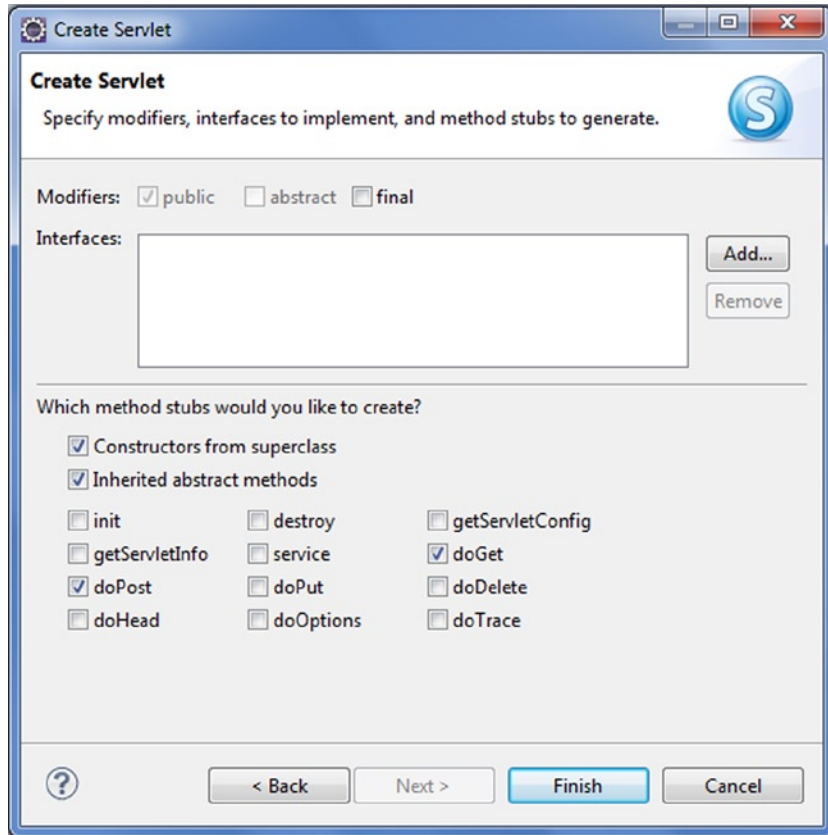 Create Servlet
Create Servlet
Specify modifiers, interfaces to implement, and method stubs to generate.
S
Modifiers: public abstract final
Interfaces:
Add...
Remove
Which method stubs would you like to create?
Constructors from superclass
Inherited abstract methods
init destroy getServletConfig
getServletInfo service doGet
doPost doPut doDelete
doHead doOptions doTrace
? < Back Next > Finish Cancel